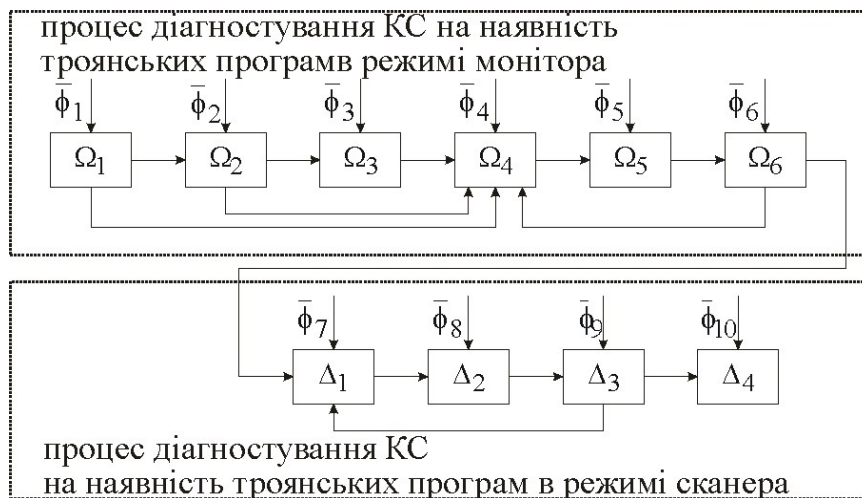 процес діагностування КС на наявність
троянських програмв режимі монітора
ϕ̅1 ϕ̅2 ϕ̅3 ϕ̅4 ϕ̅5 ϕ̅6
Ω1 Ω2 Ω3 Ω4 Ω5 Ω6
ϕ̅7 ϕ̅8 ϕ̅9 ϕ̅10
Δ1 Δ2 Δ3 Δ4
процес діагностування КС
на наявність троянських програм в режимі сканера